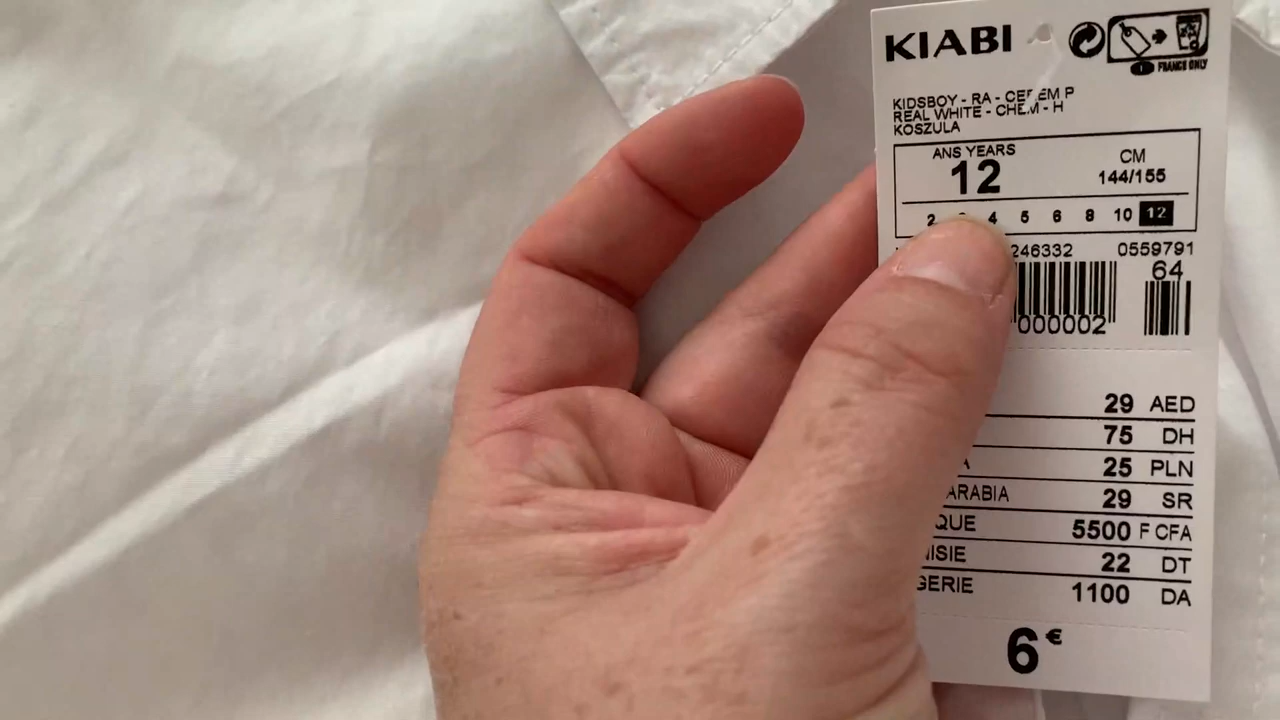 KIABI
FRANCE ONLY
KIDSBOY - RA - CEREM P
REAL WHITE - CHEM - H
KOSZULA
ANS YEARS
CM
12
144/155
2 3 4 5 6 8 10 12
246332 0559791
64
000002
29 AED
75 DH
A 25 PLN
ARABIA 29 SR
QUE 5500 F CFA
ISIE 22 DT
GERIE 1100 DA
6€